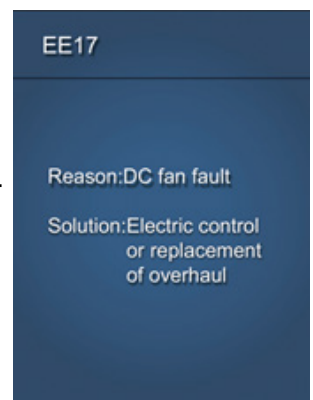 EE17
Reason:DC fan fault
Solution:Electric control
or replacement
of overhaul